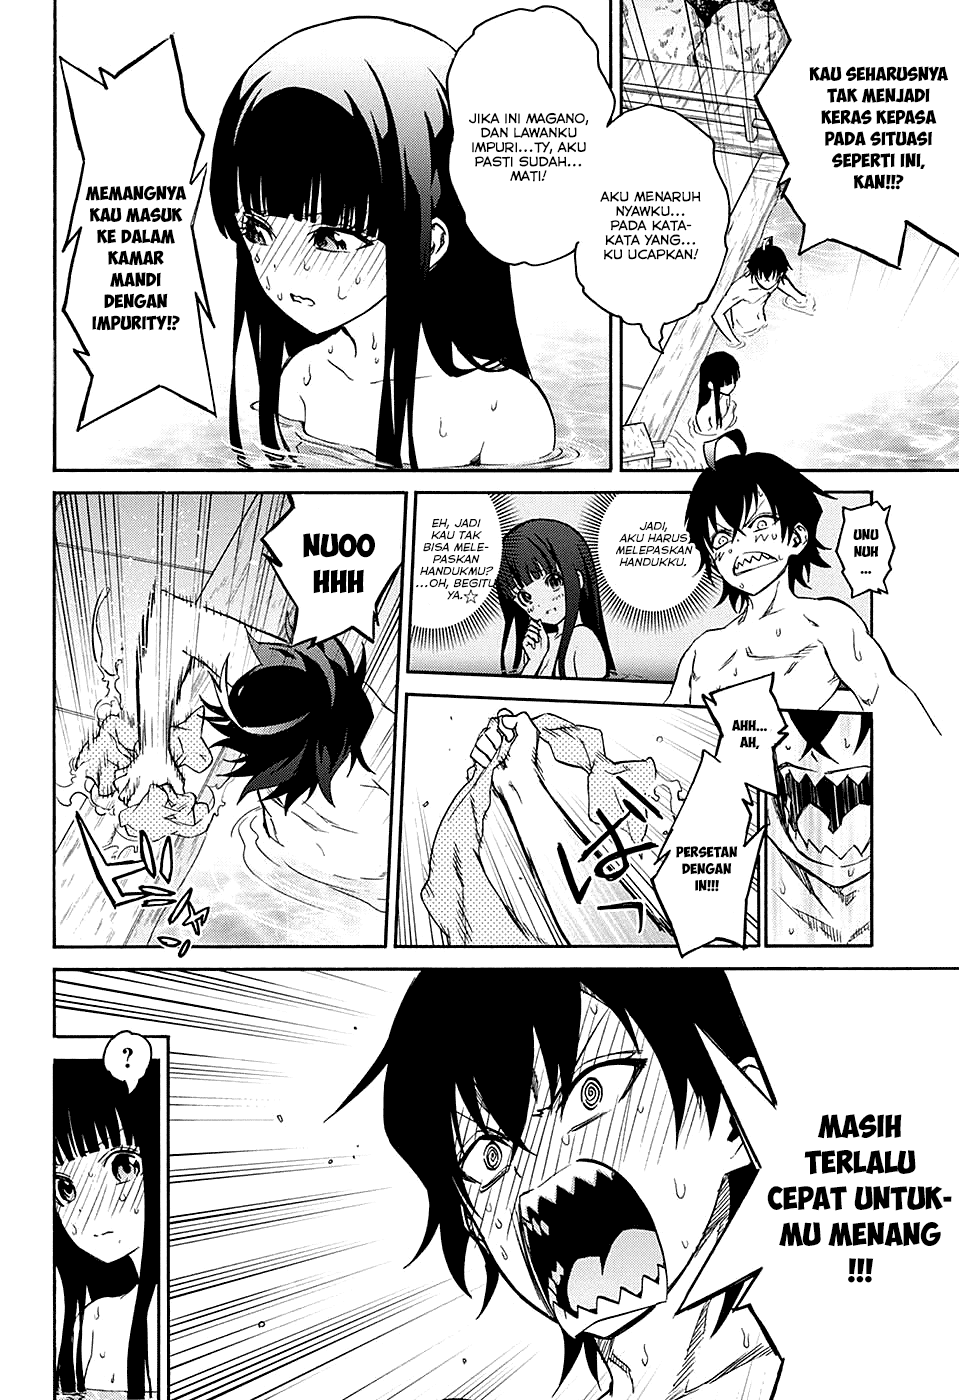 KAU SEHARUSNYA
TAK MENJADI
KERAS KEPASA
PADA SITUASI
SEPERTI INI,
KAN!!?
JIKA INI MAGANO,
DAN LAWANKU
IMPURI...TY, AKU
PASTI SUDAH...
MATI!
AKU MENARUH
NYAWKU...
PADA KATA-
KATA YANG...
KU UCAPKAN!
MEMANGNYA
KAU MASUK
KE DALAM
KAMAR
MANDI
DENGAN
IMPURITY!?
UNU
NUH
...
JADI,
AKU HARUS
MELEPASKAN
HANDUKKU.
EH, JADI
KAU TAK
BISA MELE-
PASKAN
HANDUKMU?
...OH, BEGITU
YA.☆
NUOO
HHH
AHH...
AH,
PERSETAN
DENGAN
IN!!!
ば
MASIH
TERLALU
CEPAT UNTUK-
MU MENANG
!!!
?